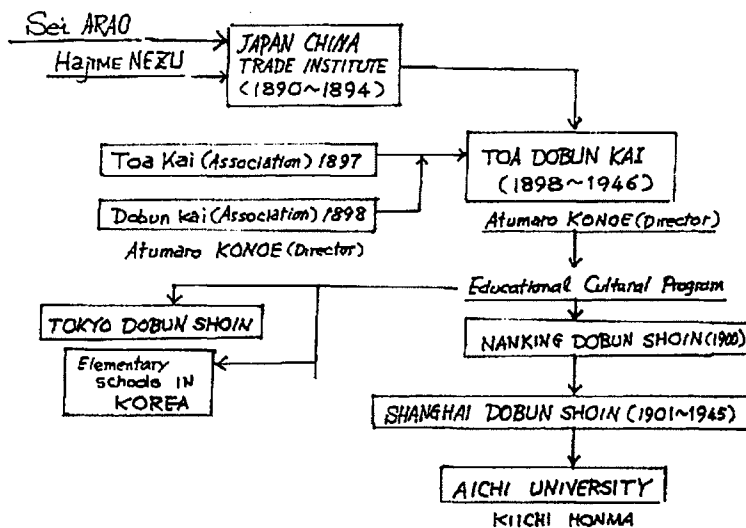 Sei ARAO
Hajime NEZU
JAPAN CHINA
TRADE INSTITUTE
(1890~1894)
Toa Kai (Association) 1897
Dobun kai (Association) 1898
Atumaro KONOE (Director)
TOA DOBUN KAI
(1898~1946)
Atumaro KONOE (Director)
Educational Cultural Program
TOKYO DOBUN SHOIN
Elementary
schools IN
KOREA
NANKING DOBUN SHOIN (1900)
SHANGHAI DOBUN SHOIN (1901~1945)
AICHI UNIVERSITY
KIICHI HONMA